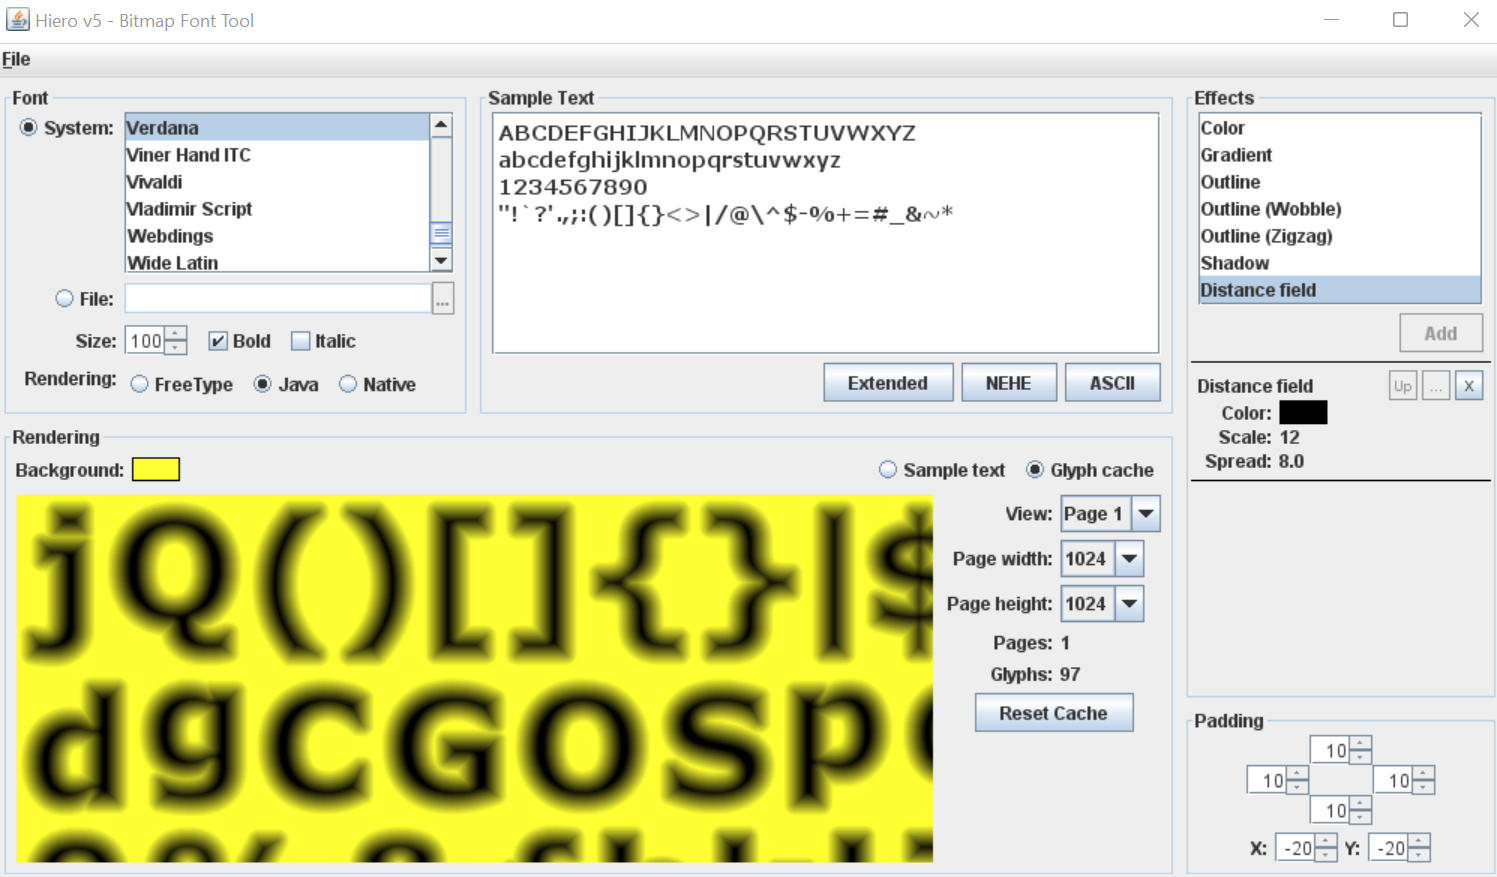 Hiero v5 - Bitmap Font Tool
File
Font
System:
Verdana
Viner Hand ITC
Vivaldi
Vladimir Script
Webdings
Wide Latin
File:
...
Size: 100 Bold Italic
Rendering: FreeType Java Native
Sample Text
ABCDEFGHIJKLMNOPQRSTUVWXYZ
abcdefghijklmnopqrstuvwxyz
1234567890
"!`?'.,;:()[]{}<>|/@\^$-%+=#_&~*
Extended NEHE ASCII
Effects
Color
Gradient
Outline
Outline (Wobble)
Outline (Zigzag)
Shadow
Distance field
Add
Distance field Up ... X
Color:
Scale: 12
Spread: 8.0
Rendering
Background:
Sample text Glyph cache
jQ()[]{}|$
dgCGOSp
View: Page 1
Page width: 1024
Page height: 1024
Pages: 1
Glyphs: 97
Reset Cache
Padding
10
10 10
10
X: -20 Y: -20